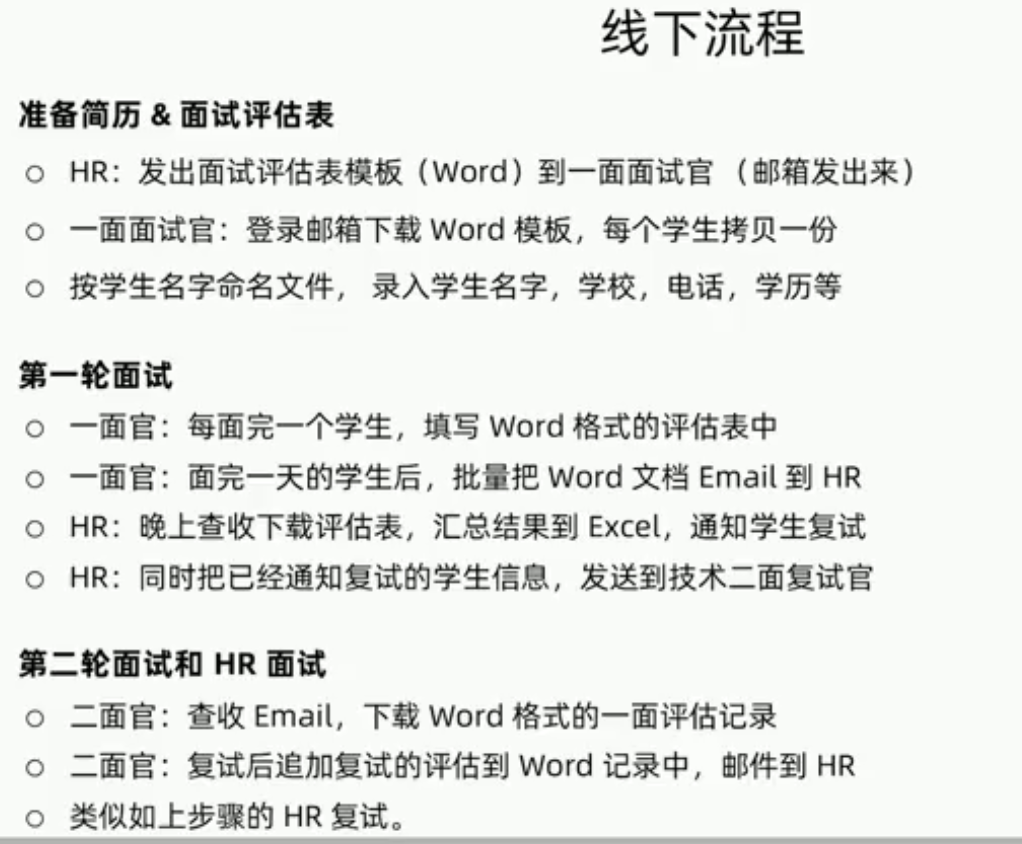 线下流程
准备简历 & 面试评估表
○ HR：发出面试评估表模板（Word）到一面面试官 （邮箱发出来）
○ 一面面试官：登录邮箱下载 Word 模板，每个学生拷贝一份
○ 按学生名字命名文件， 录入学生名字，学校，电话，学历等
第一轮面试
○ 一面官：每面完一个学生，填写 Word 格式的评估表中
○ 一面官：面完一天的学生后，批量把 Word 文档 Email 到 HR
○ HR：晚上查收下载评估表，汇总结果到 Excel，通知学生复试
○ HR：同时把已经通知复试的学生信息，发送到技术二面复试官
第二轮面试和 HR 面试
○ 二面官：查收 Email，下载 Word 格式的一面评估记录
○ 二面官：复试后追加复试的评估到 Word 记录中，邮件到 HR
○ 类似如上步骤的 HR 复试。